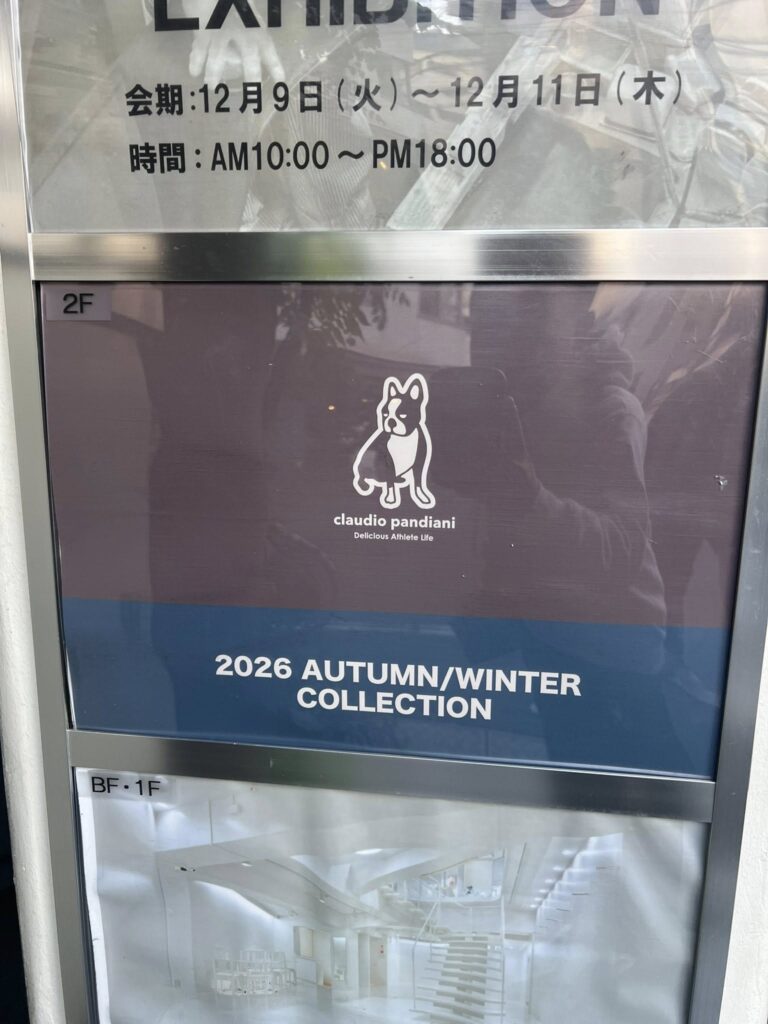 EXHIBITION
会期:12月9日(火)~12月11日(木)
時間:AM10:00~PM18:00
2F
claudio pandiani
Delicious Athlete Life
2026 AUTUMN/WINTER
COLLECTION
BF・1F